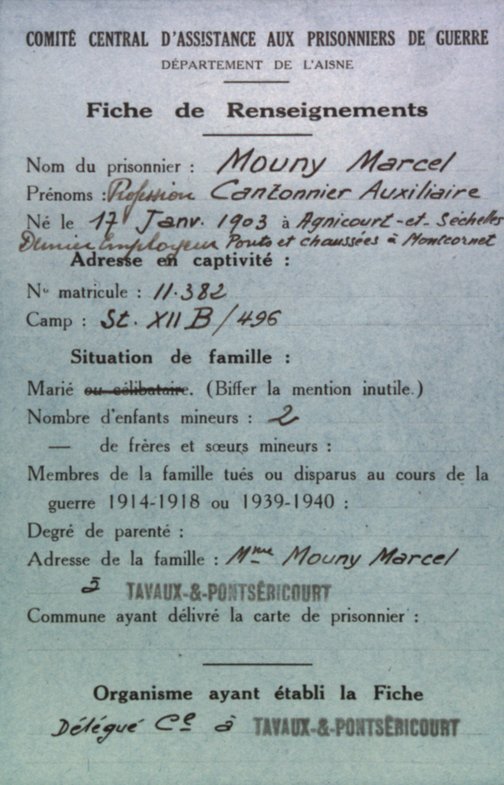 COMITÉ CENTRAL D'ASSISTANCE AUX PRISONNIERS DE GUERRE
DÉPARTEMENT DE L'AISNE
Fiche de Renseignements
Nom du prisonnier : Mouny Marcel
Prénoms : Profession Cantonnier Auxiliaire
Né le 17 Janv. 1903 à Agnicourt-et-Séchelles
Dernier Employeur Ponts et chaussées à Montcornet
Adresse en captivité :
No matricule : 11.382
Camp : St. XII B/496
Situation de famille :
Marié ou célibataire. (Biffer la mention inutile.)
Nombre d'enfants mineurs : 2
— de frères et sœurs mineurs :
Membres de la famille tués ou disparus au cours de la
guerre 1914-1918 ou 1939-1940 :
Degré de parenté :
Adresse de la famille : Mme Mouny Marcel
à TAVAUX-&-PONTSÉRICOURT
Commune ayant délivré la carte de prisonnier :
Organisme ayant établi la Fiche
Délégué Ce à TAVAUX-&-PONTSÉRICOURT